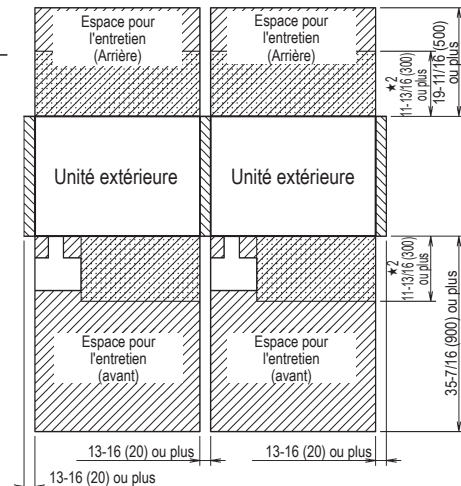 Espace pour
l'entretien
(Arrière)
Espace pour
l'entretien
(Arrière)
★2
11-13/16 (300)
ou plus
19-11/16 (500)
ou plus
Unité extérieure
Unité extérieure
★2
11-13/16 (300)
ou plus
35-7/16 (900) ou plus
Espace pour
l'entretien
(avant)
Espace pour
l'entretien
(avant)
13-16 (20) ou plus
13-16 (20) ou plus
13-16 (20) ou plus